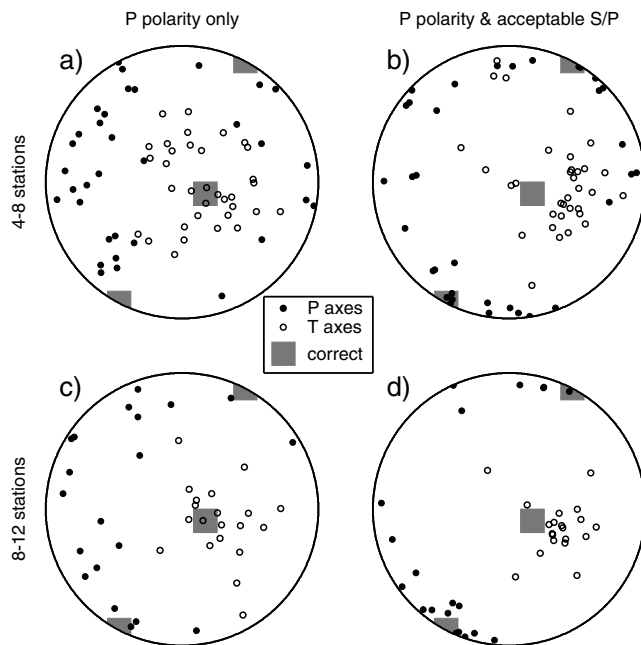 P polarity only
P polarity & acceptable S/P
a)
b)
4-8 stations
P axes
T axes
correct
c)
d)
8-12 stations